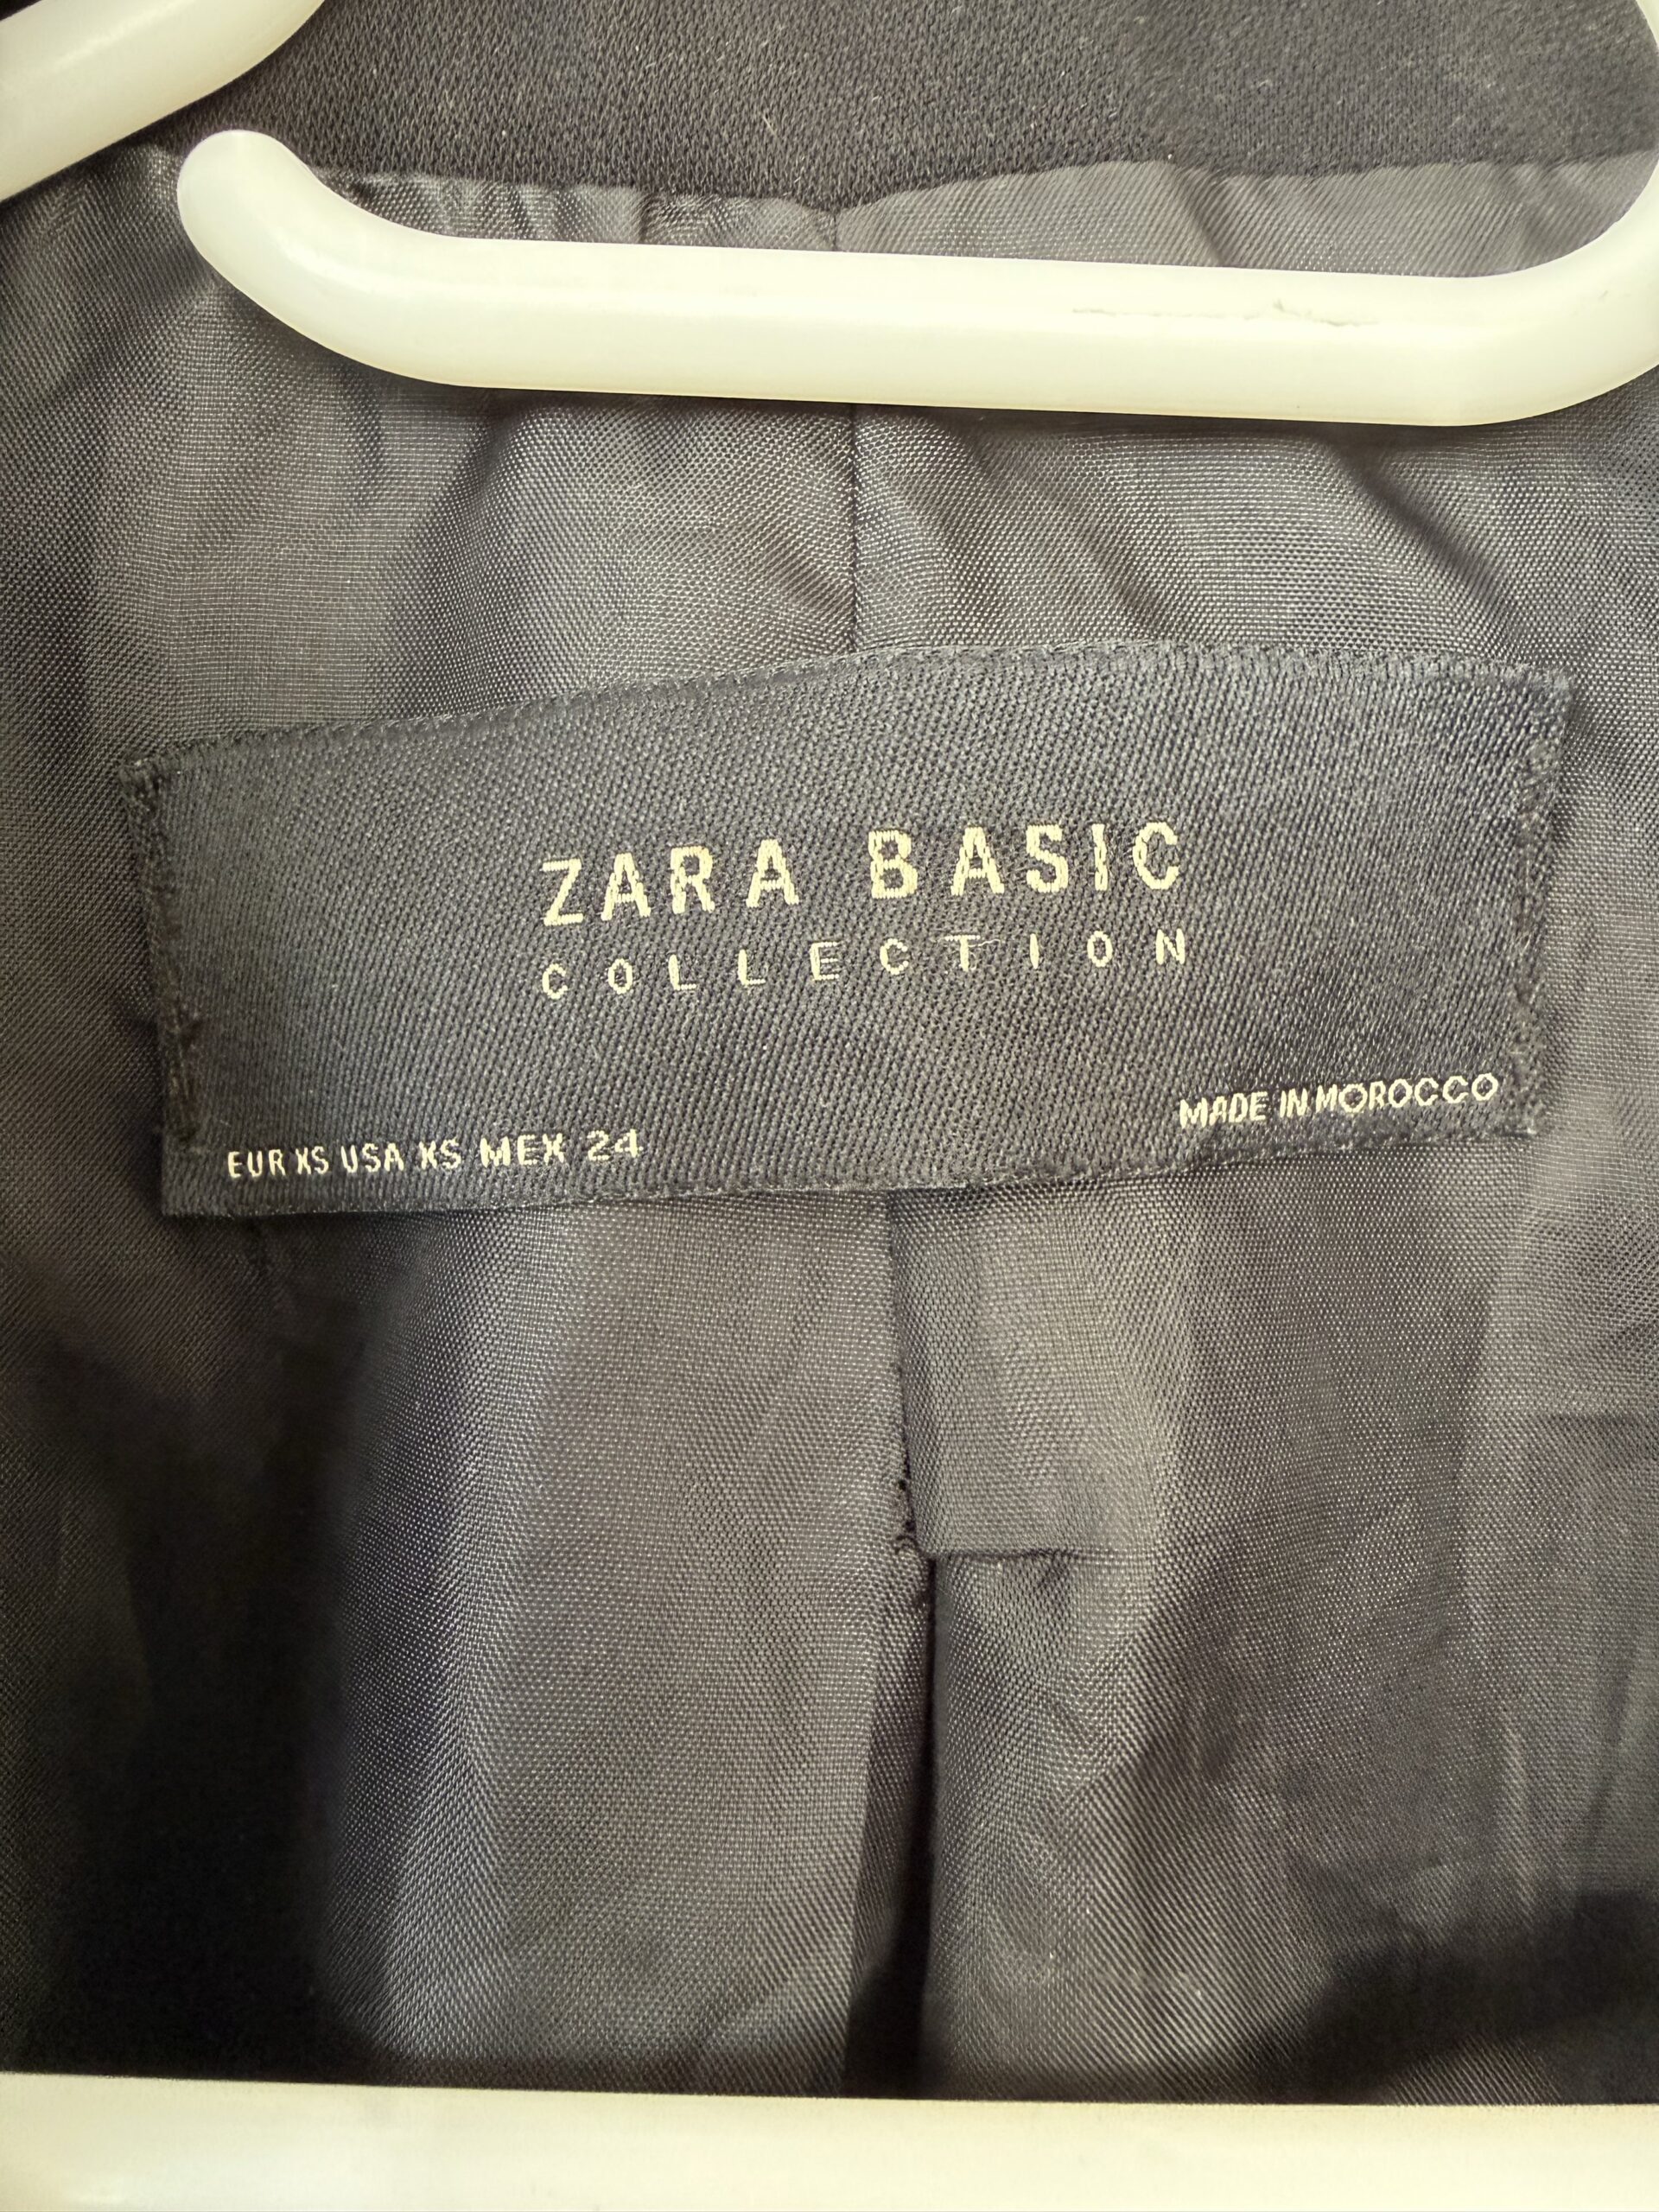 ZARA BASIC
COLLECTION
MADE IN MOROCCO
EUR XS USA XS MEX 24